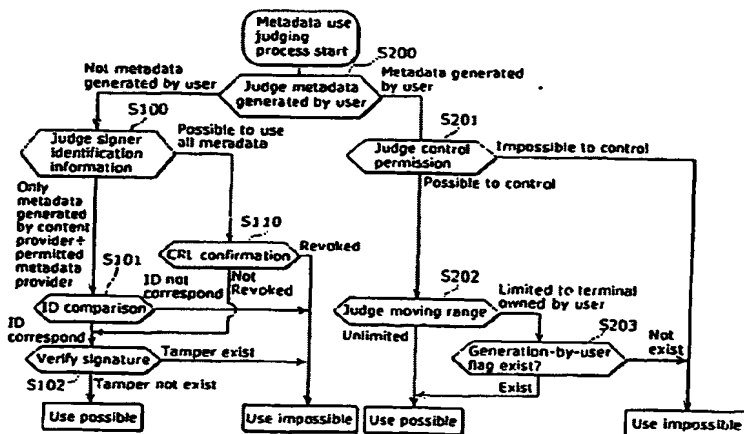 Metadata use
judging
process start
S200
Not metadata
generated by user
Judge metadata
generated by user
Metadata generated
by user
S100
Judge signer
identification
information
Possible to use
all metadata
S201
Judge control
permission
Impossible to control
Possible to control
Only
metadata
generated
by content
provider+
permitted
metadata
provider
S110
CRL confirmation
Revoked
Not
Revoked
S101
ID not
correspond
ID comparison
ID
correspond
S202
Judge moving range
Limited to terminal
owned by user
Unlimited
S203
Generation-by-user
flag exist?
Not
exist
Exist
Verify signature
Tamper exist
S102
Tamper not exist
Use possible
Use impossible
Use possible
Use impossible